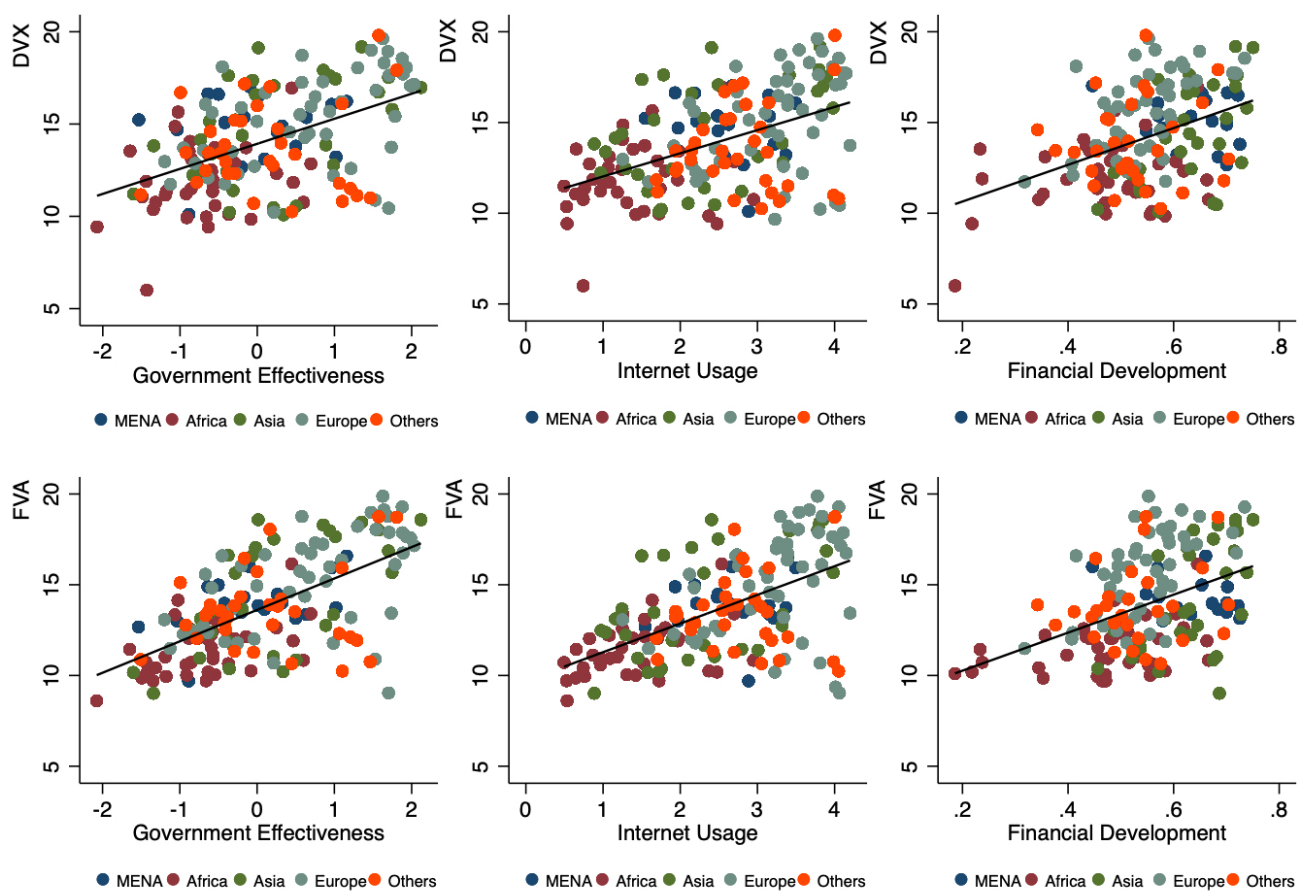 DVX
20
15
10
5
-2 -1 0 1 2
Government Effectiveness
MENA Africa Asia Europe Others
DVX
20
15
10
5
0 1 2 3 4
Internet Usage
MENA Africa Asia Europe Others
DVX
20
15
10
5
.2 .4 .6 .8
Financial Development
MENA Africa Asia Europe Others
FVA
20
15
10
5
-2 -1 0 1 2
Government Effectiveness
MENA Africa Asia Europe Others
FVA
20
15
10
5
0 1 2 3 4
Internet Usage
MENA Africa Asia Europe Others
FVA
20
15
10
5
.2 .4 .6 .8
Financial Development
MENA Africa Asia Europe Others